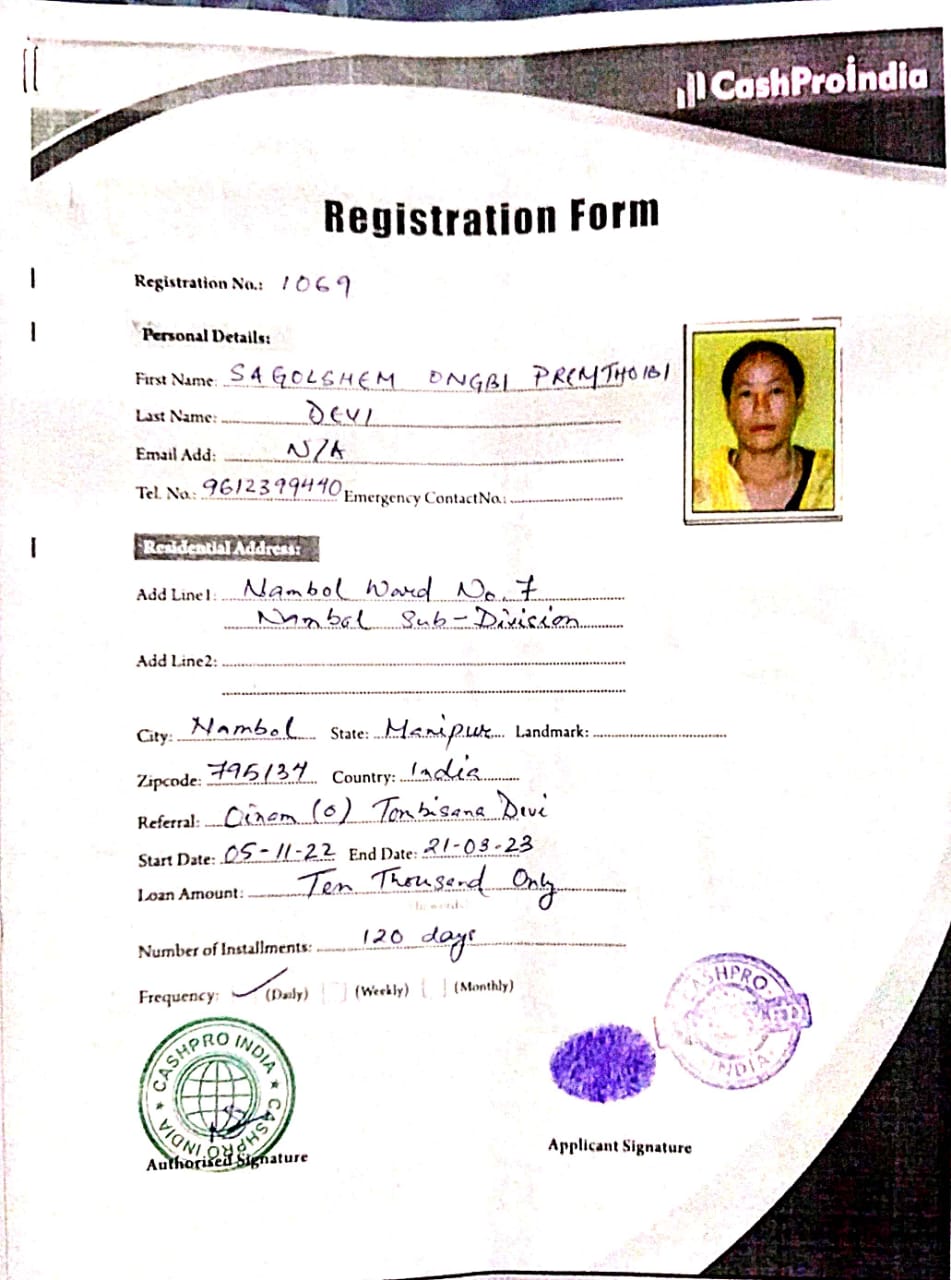 CashProIndia
Registration Form
Registration No.: 1069
Personal Details:
First Name: SAGOLSHEM ONGBI PREMTHOIBI
Last Name: DEVI
Email Add: N/A
Tel. No.: 9612399440 Emergency ContactNo.:
Residential Address:
Add Line1: Nambol Ward No. 7
Nambol Sub-Division
Add Line2:
City: Nambol State: Manipur Landmark:
Zipcode: 795134 Country: India
Referral: Oinam (o) Tombisana Devi
Start Date: 05-11-22 End Date: 21-03-23
Loan Amount: Ten Thousand Only
In words
Number of Installments: 120 days
Frequency: (Daily) (Weekly) (Monthly)
CASHPRO INDIA ★ CASHPRO INDIA ★
CASHPRO INDIA
Authorised Signature
Applicant Signature